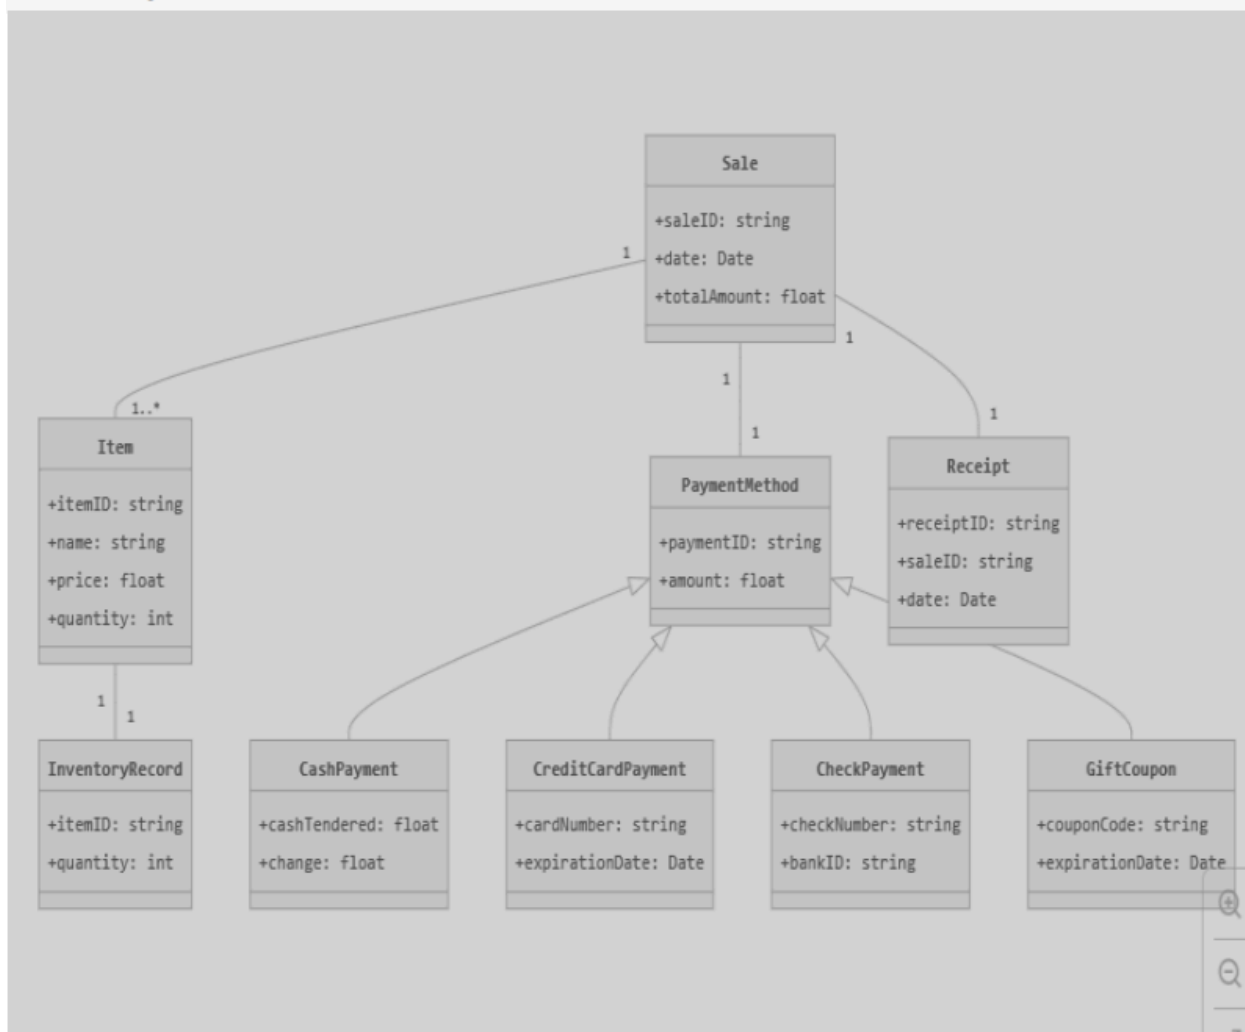 Sale
+saleID: string
+date: Date
+totalAmount: float
1
1
1
1
1
1..*
Item
+itemID: string
+name: string
+price: float
+quantity: int
PaymentMethod
+paymentID: string
+amount: float
Receipt
+receiptID: string
+saleID: string
+date: Date
1
1
InventoryRecord
+itemID: string
+quantity: int
CashPayment
+cashTendered: float
+change: float
CreditCardPayment
+cardNumber: string
+expirationDate: Date
CheckPayment
+checkNumber: string
+bankID: string
GiftCoupon
+couponCode: string
+expirationDate: Date